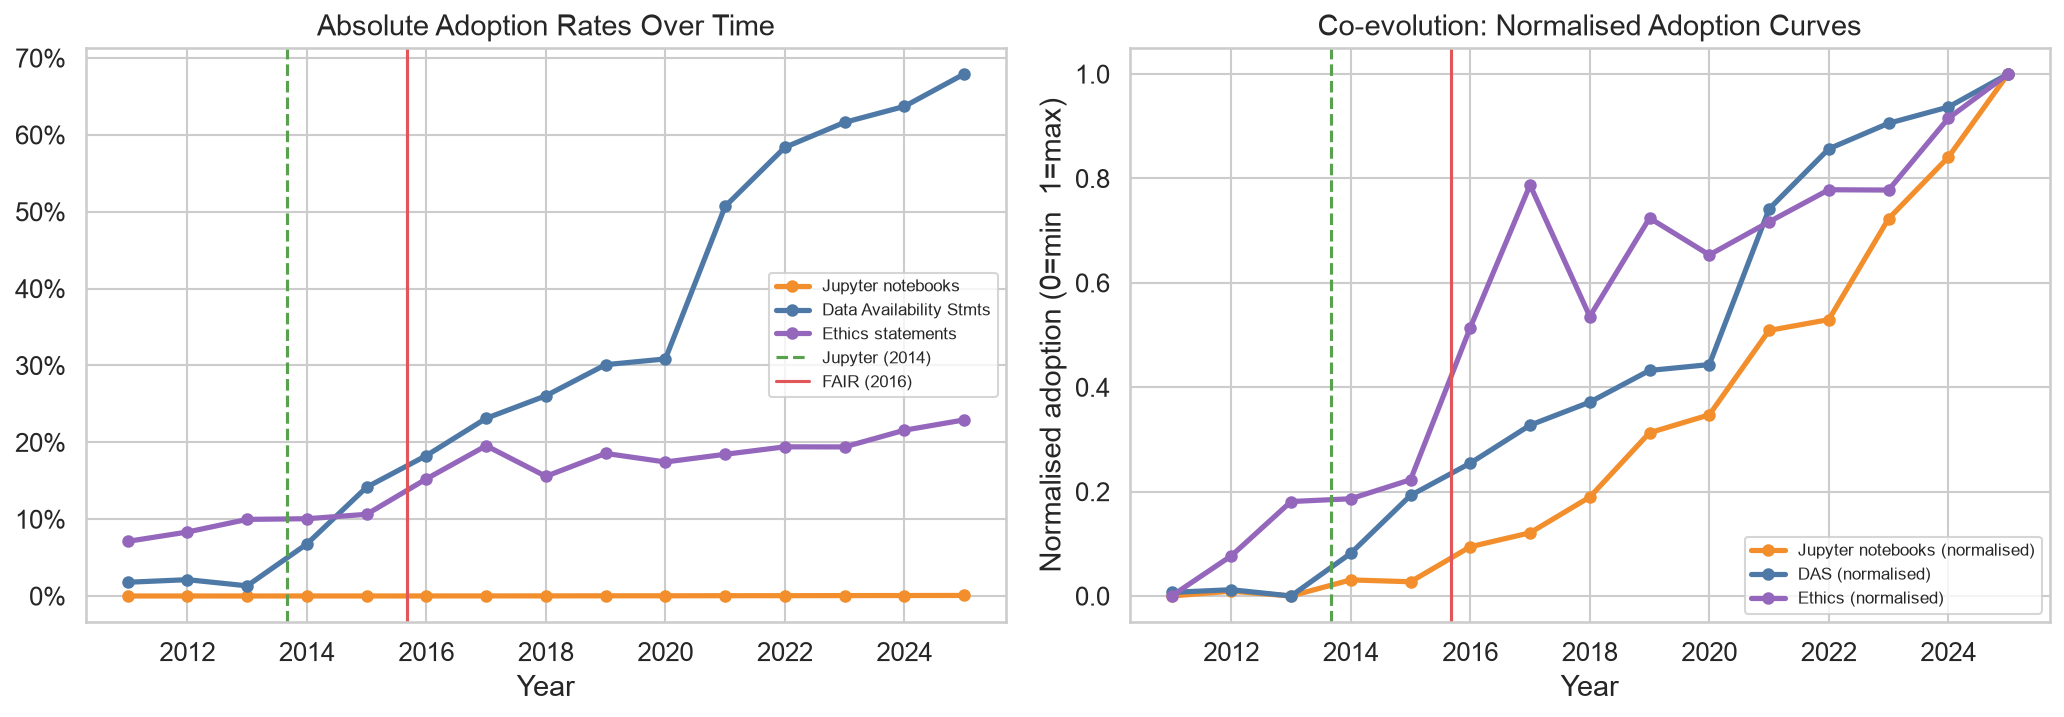 Absolute Adoption Rates Over Time
70%
60%
50%
40%
30%
20%
10%
0%
Jupyter notebooks
Data Availability Stmts
Ethics statements
Jupyter (2014)
FAIR (2016)
2012 2014 2016 2018 2020 2022 2024
Year
Co-evolution: Normalised Adoption Curves
Normalised adoption (0=min 1=max)
1.0
0.8
0.6
0.4
0.2
0.0
Jupyter notebooks (normalised)
DAS (normalised)
Ethics (normalised)
2012 2014 2016 2018 2020 2022 2024
Year